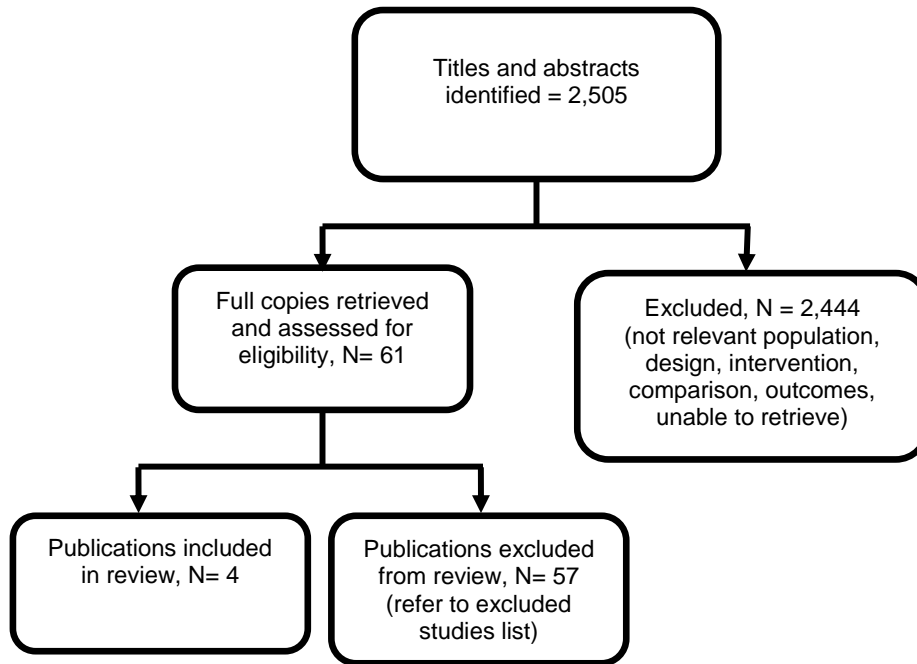 Titles and abstracts
identified = 2,505
Full copies retrieved
and assessed for
eligibility, N= 61
Excluded, N = 2,444
(not relevant population,
design, intervention,
comparison, outcomes,
unable to retrieve)
Publications included
in review, N= 4
Publications excluded
from review, N= 57
(refer to excluded
studies list)